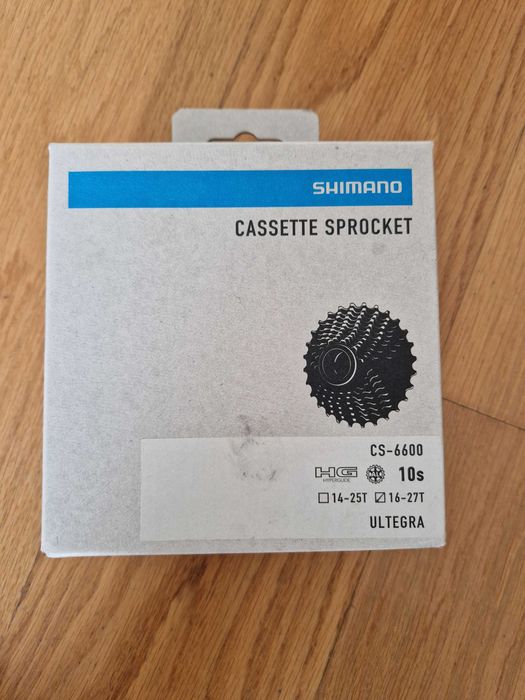 SHIMANO
CASSETTE SPROCKET
CS-6600
HG 10s
HYPERGLIDE
14-25T 16-27T
ULTEGRA